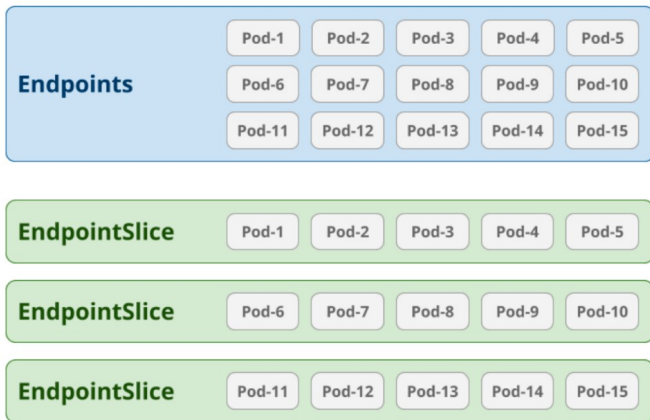 Pod-1 Pod-2 Pod-3 Pod-4 Pod-5
Endpoints Pod-6 Pod-7 Pod-8 Pod-9 Pod-10
Pod-11 Pod-12 Pod-13 Pod-14 Pod-15
EndpointSlice Pod-1 Pod-2 Pod-3 Pod-4 Pod-5
EndpointSlice Pod-6 Pod-7 Pod-8 Pod-9 Pod-10
EndpointSlice Pod-11 Pod-12 Pod-13 Pod-14 Pod-15